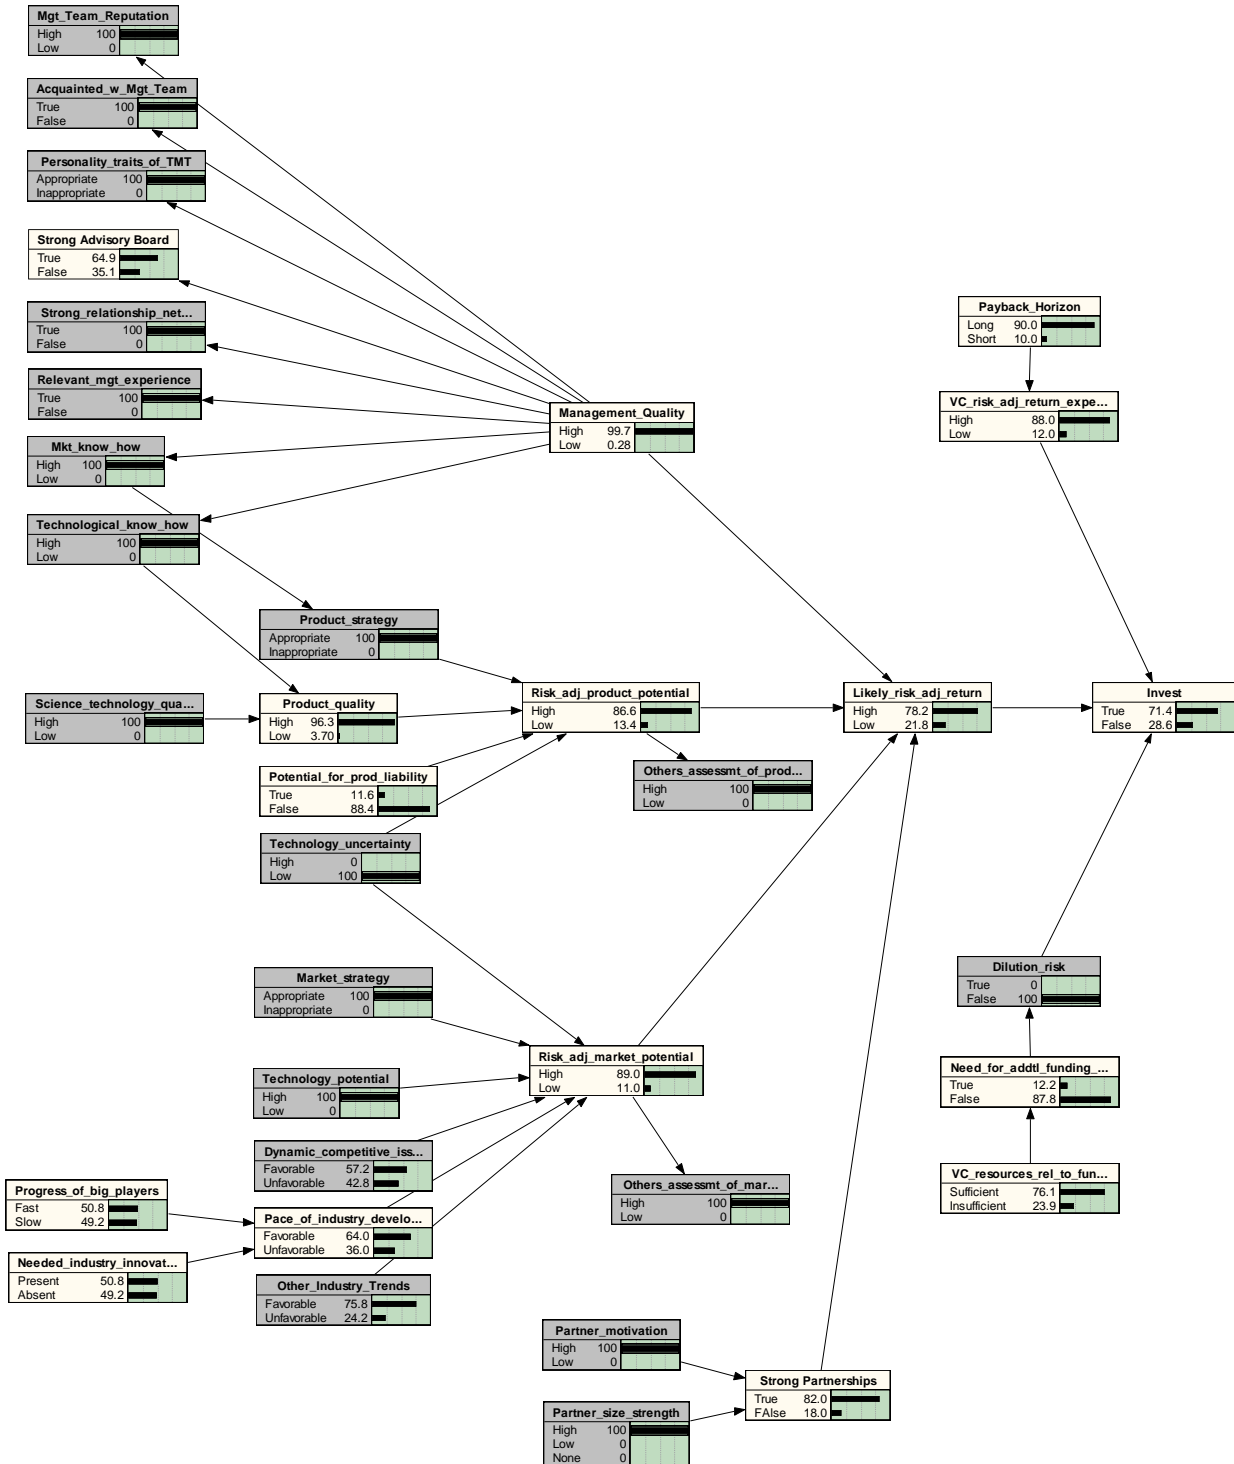 Mgt_Team_Reputation
High 100
Low 0
Acquainted_w_Mgt_Team
True 100
False 0
Personality_traits_of_TMT
Appropriate 100
Inappropriate 0
Strong Advisory Board
True 64.9
False 35.1
Strong_relationship_net...
True 100
False 0
Relevant_mgt_experience
True 100
False 0
Mkt_know_how
High 100
Low 0
Technological_know_how
High 100
Low 0
Management_Quality
High 99.7
Low 0.28
Payback_Horizon
Long 90.0
Short 10.0
VC_risk_adj_return_expe...
High 88.0
Low 12.0
Product_strategy
Appropriate 100
Inappropriate 0
Science_technology_qua...
High 100
Low 0
Product_quality
High 96.3
Low 3.70
Risk_adj_product_potential
High 86.6
Low 13.4
Likely_risk_adj_return
High 78.2
Low 21.8
Invest
True 71.4
False 28.6
Potential_for_prod_liability
True 11.6
False 88.4
Others_assessmt_of_prod...
High 100
Low 0
Technology_uncertainty
High 0
Low 100
Market_strategy
Appropriate 100
Inappropriate 0
Dilution_risk
True 0
False 100
Risk_adj_market_potential
High 89.0
Low 11.0
Technology_potential
High 100
Low 0
Need_for_addtl_funding_...
True 12.2
False 87.8
Dynamic_competitive_iss...
Favorable 57.2
Unfavorable 42.8
Others_assessmt_of_mar...
High 100
Low 0
VC_resources_rel_to_fun...
Sufficient 76.1
Insufficient 23.9
Progress_of_big_players
Fast 50.8
Slow 49.2
Pace_of_industry_develo...
Favorable 64.0
Unfavorable 36.0
Needed_industry_innovat...
Present 50.8
Absent 49.2
Other_Industry_Trends
Favorable 75.8
Unfavorable 24.2
Partner_motivation
High 100
Low 0
Strong Partnerships
True 82.0
FAlse 18.0
Partner_size_strength
High 100
Low 0
None 0